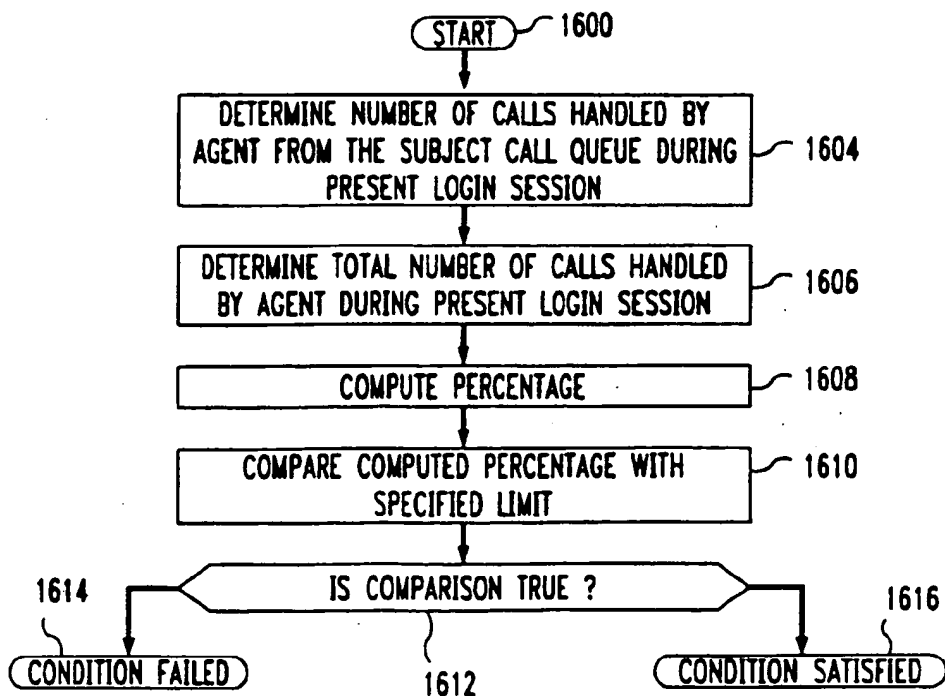 START
1600
DETERMINE NUMBER OF CALLS HANDLED BY
AGENT FROM THE SUBJECT CALL QUEUE DURING
PRESENT LOGIN SESSION
1604
DETERMINE TOTAL NUMBER OF CALLS HANDLED
BY AGENT DURING PRESENT LOGIN SESSION
1606
COMPUTE PERCENTAGE
1608
COMPARE COMPUTED PERCENTAGE WITH
SPECIFIED LIMIT
1610
IS COMPARISON TRUE ?
1612
1614
CONDITION FAILED
1616
CONDITION SATISFIED